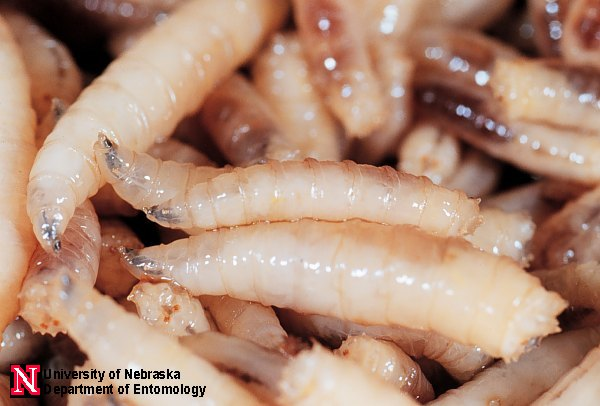 N University of Nebraska
Department of Entomology